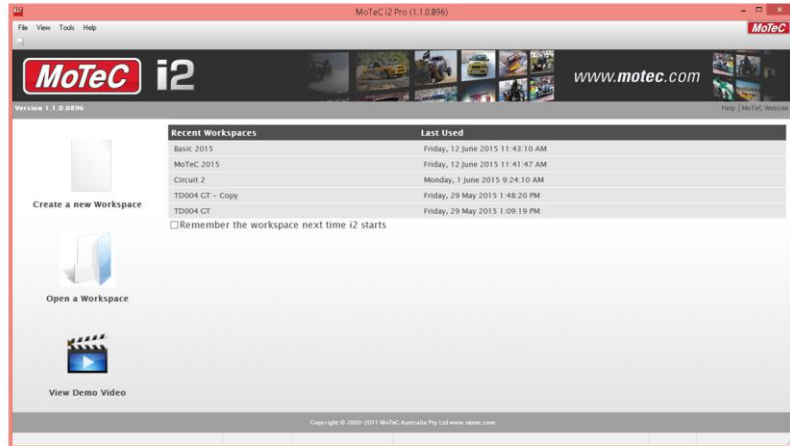 MoTeC i2 Pro (1.1.0.896)
File View Tools Help
MoTeC
MoTeC i2
www.motec.com
Version 1.1.0.0896
Help | MoTeC Website
Recent Workspaces Last Used
Basic 2015 Friday, 12 June 2015 11:43:10 AM
MoTeC 2015 Friday, 12 June 2015 11:41:47 AM
Circuit 2 Monday, 1 June 2015 9:24:10 AM
TD004 GT - Copy Friday, 29 May 2015 1:48:20 PM
TD004 GT Friday, 29 May 2015 1:09:19 PM
Remember the workspace next time i2 starts
Create a new Workspace
Open a Workspace
View Demo Video
Copyright © 2001-2011 MoTeC Australia Pty Ltd www.motec.com